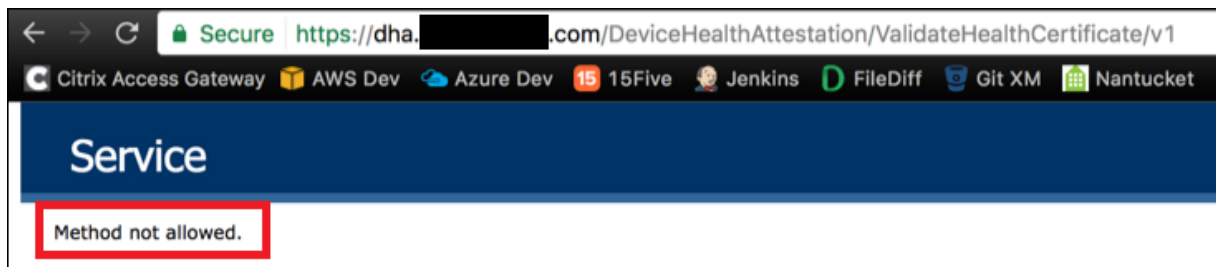 Secure https://dha. .com/DeviceHealthAttestation/ValidateHealthCertificate/v1
Citrix Access Gateway AWS Dev Azure Dev 15 15Five Jenkins D FileDiff Git XM Nantucket
Service
Method not allowed.